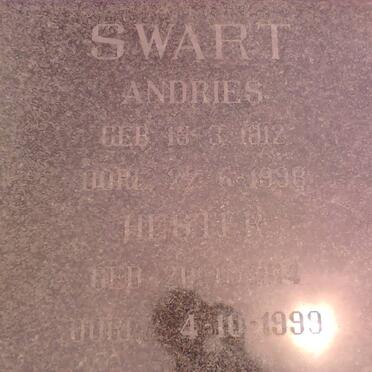 SWART
ANDRIES
GEB 18-3-1912
OORL. 22-6-1998
HESTER
GEB
OORL. 4-10-1999